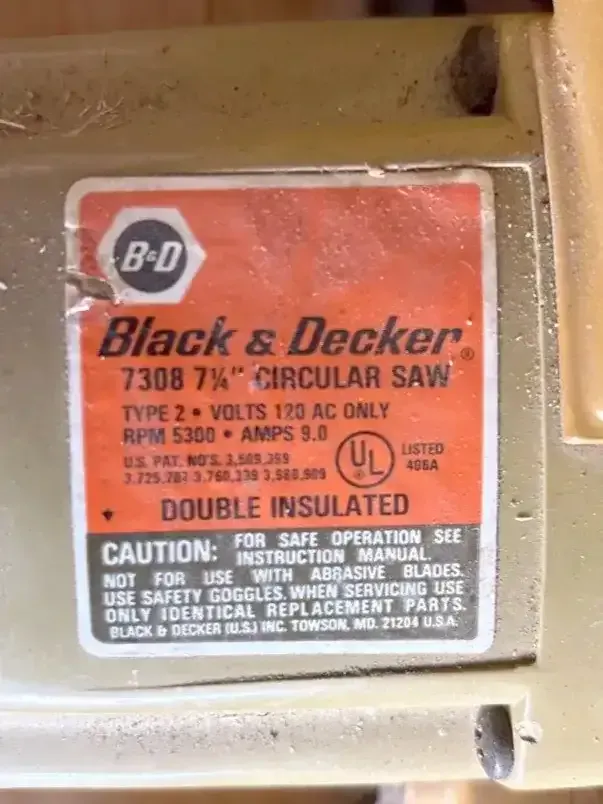 B&D
Black & Decker®
7308 7¼" CIRCULAR SAW
TYPE 2 • VOLTS 120 AC ONLY
RPM 5300 • AMPS 9.0
U.S. PAT. NO'S. 3,509,399
3,725,707 3,760,339 3,980,909
UL
LISTED
406A
DOUBLE INSULATED
CAUTION: FOR SAFE OPERATION SEE
INSTRUCTION MANUAL.
NOT FOR USE WITH ABRASIVE BLADES.
USE SAFETY GOGGLES. WHEN SERVICING USE
ONLY IDENTICAL REPLACEMENT PARTS.
BLACK & DECKER (U.S.) INC. TOWSON, MD. 21204 U.S.A.